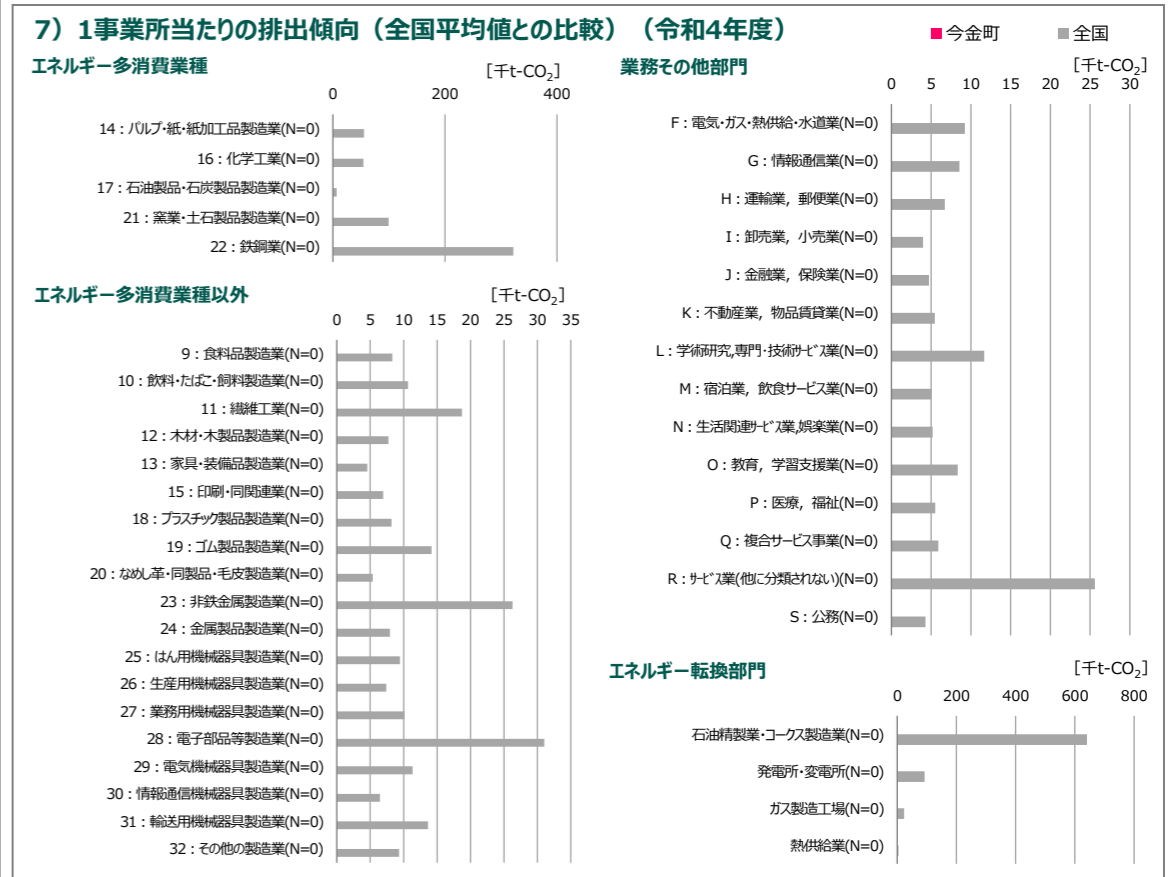 7）1事業所当たりの排出傾向（全国平均値との比較）（令和4年度）
■今金町 ■全国
エネルギー多消費業種
[千t-CO₂]
0 200 400
14：パルプ・紙・紙加工品製造業(N=0)
16：化学工業(N=0)
17：石油製品・石炭製品製造業(N=0)
21：窯業・土石製品製造業(N=0)
22：鉄鋼業(N=0)
エネルギー多消費業種以外
[千t-CO₂]
0 5 10 15 20 25 30 35
9：食料品製造業(N=0)
10：飲料・たばこ・飼料製造業(N=0)
11：繊維工業(N=0)
12：木材・木製品製造業(N=0)
13：家具・装備品製造業(N=0)
15：印刷・同関連業(N=0)
18：プラスチック製品製造業(N=0)
19：ゴム製品製造業(N=0)
20：なめし革・同製品・毛皮製造業(N=0)
23：非鉄金属製造業(N=0)
24：金属製品製造業(N=0)
25：はん用機械器具製造業(N=0)
26：生産用機械器具製造業(N=0)
27：業務用機械器具製造業(N=0)
28：電子部品等製造業(N=0)
29：電気機械器具製造業(N=0)
30：情報通信機械器具製造業(N=0)
31：輸送用機械器具製造業(N=0)
32：その他の製造業(N=0)
業務その他部門
[千t-CO₂]
0 5 10 15 20 25 30
F：電気・ガス・熱供給・水道業(N=0)
G：情報通信業(N=0)
H：運輸業，郵便業(N=0)
I：卸売業，小売業(N=0)
J：金融業，保険業(N=0)
K：不動産業，物品賃貸業(N=0)
L：学術研究,専門・技術サービス業(N=0)
M：宿泊業，飲食サービス業(N=0)
N：生活関連サービス業,娯楽業(N=0)
O：教育，学習支援業(N=0)
P：医療，福祉(N=0)
Q：複合サービス事業(N=0)
R：サービス業(他に分類されない)(N=0)
S：公務(N=0)
エネルギー転換部門
[千t-CO₂]
0 200 400 600 800
石油精製業・コークス製造業(N=0)
発電所・変電所(N=0)
ガス製造工場(N=0)
熱供給業(N=0)